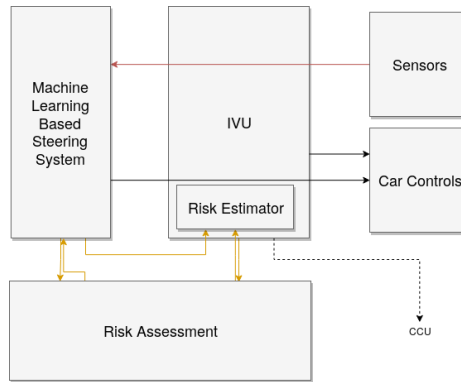 Machine
Learning
Based
Steering
System
IVU
Risk Estimator
Sensors
Car Controls
Risk Assessment
CCU